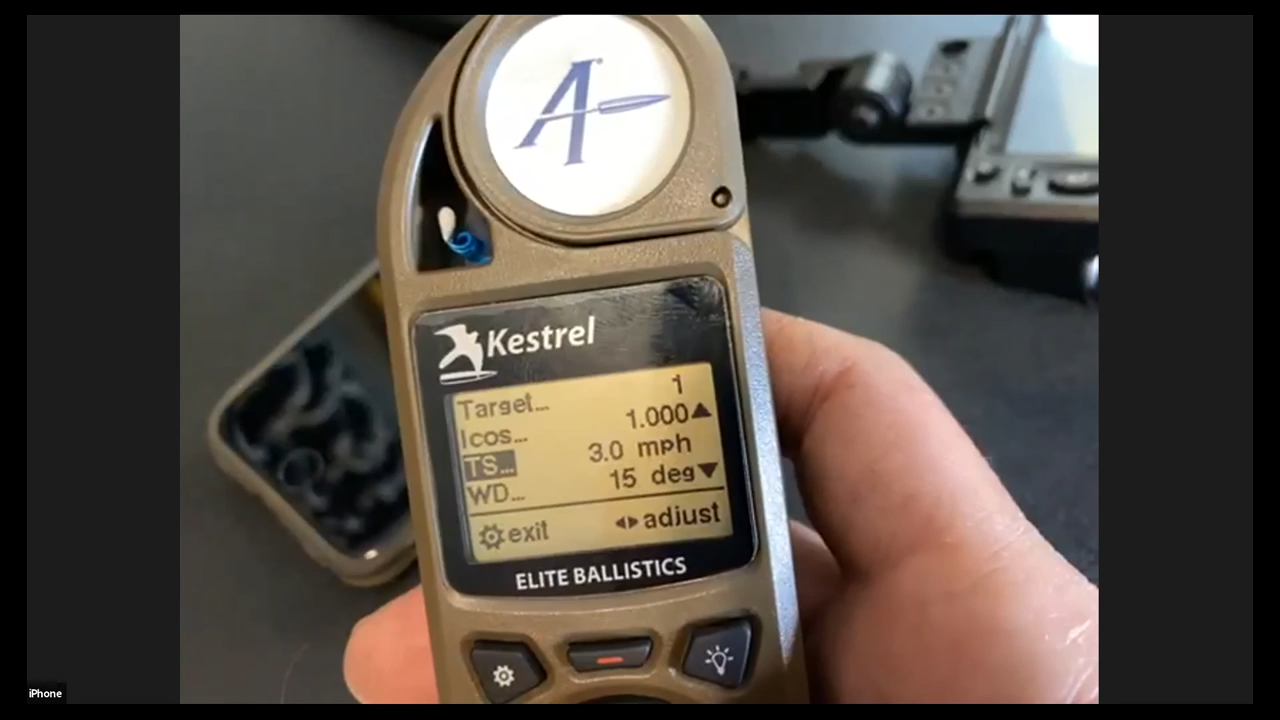 A
Kestrel
Target... 1
Icos... 1.000
TS... 3.0 mph
WD... 15 deg
exit adjust
ELITE BALLISTICS
iPhone